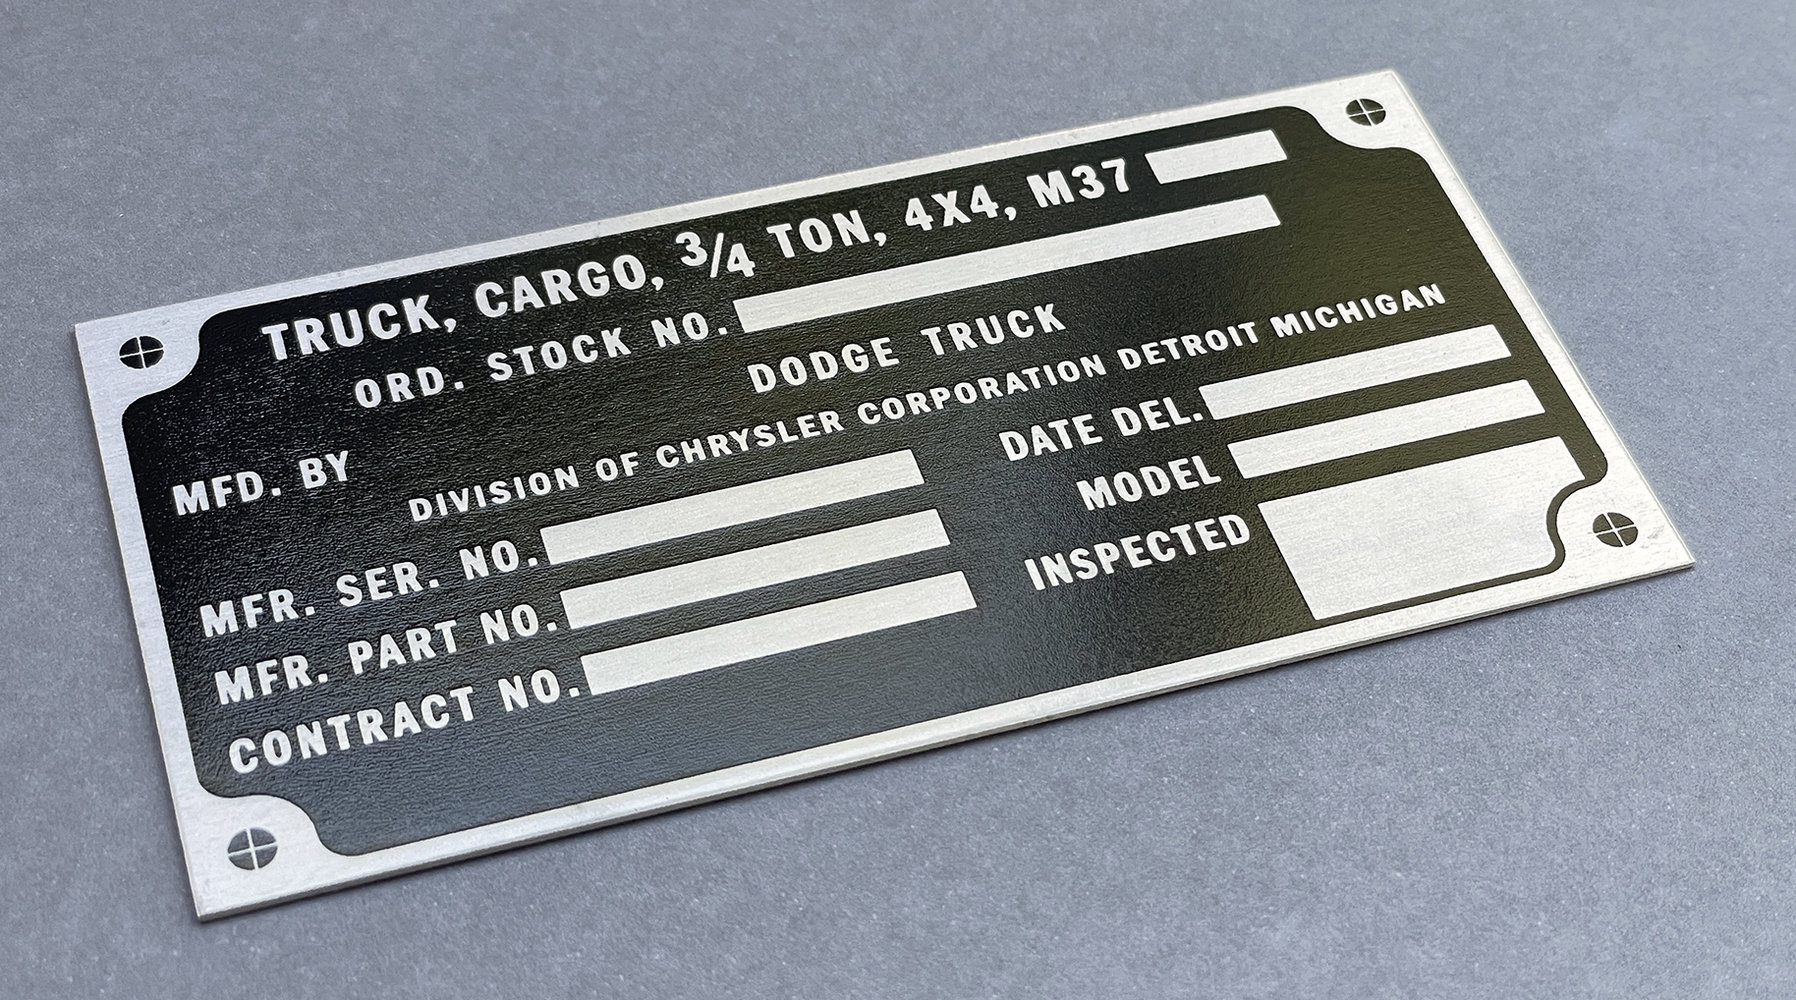 TRUCK, CARGO, 3/4 TON, 4X4, M37
ORD. STOCK NO.
MFD. BY DODGE TRUCK
DIVISION OF CHRYSLER CORPORATION DETROIT MICHIGAN
MFR. SER. NO. DATE DEL.
MFR. PART NO. MODEL
CONTRACT NO. INSPECTED